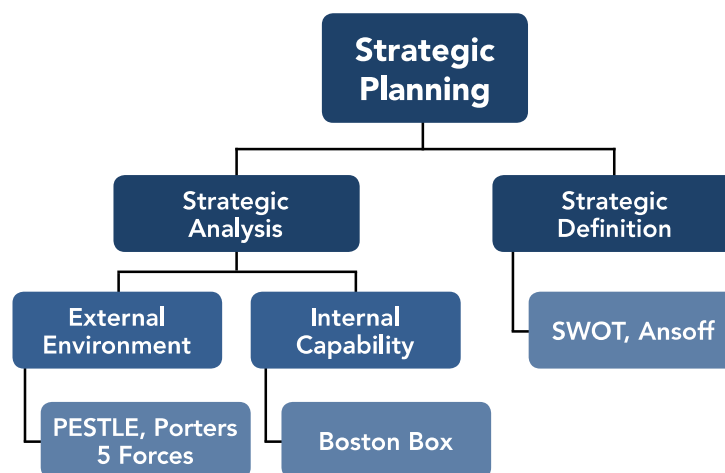 Strategic
Planning
Strategic
Analysis
Strategic
Definition
External
Environment
Internal
Capability
SWOT, Ansoff
PESTLE, Porters
5 Forces
Boston Box